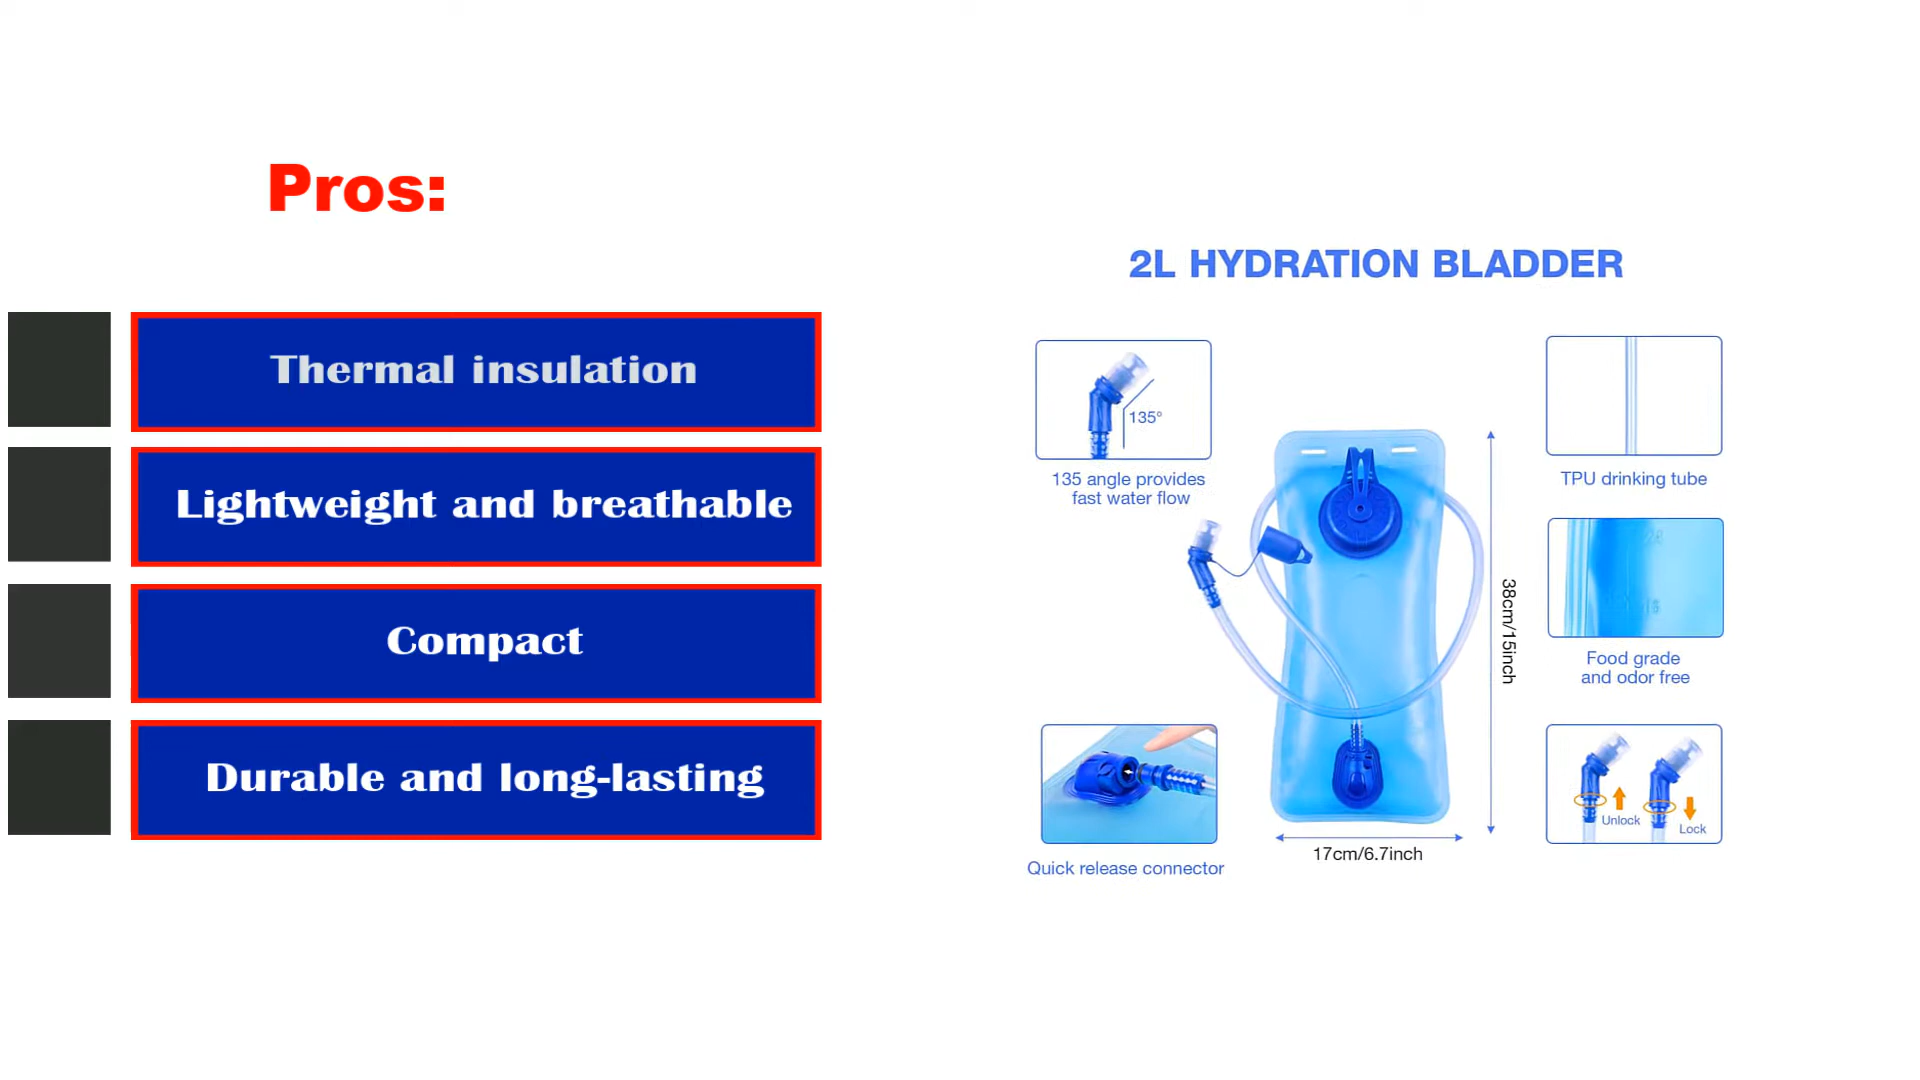 Pros:
Thermal insulation
Lightweight and breathable
Compact
Durable and long-lasting
2L HYDRATION BLADDER
135°
135 angle provides
fast water flow
TPU drinking tube
Food grade
and odor free
38cm/15inch
17cm/6.7inch
Quick release connector
Unlock
Lock